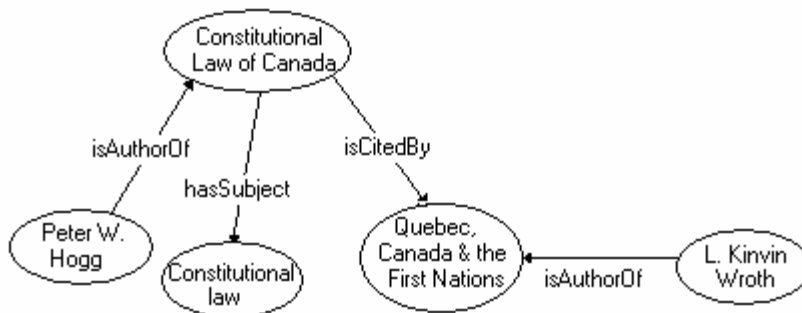 Constitutional
Law of Canada
isAuthorOf
isCitedBy
hasSubject
Peter W.
Hogg
Constitutional
law
Quebec,
Canada & the
First Nations
isAuthorOf
L. Kinvin
Wroth